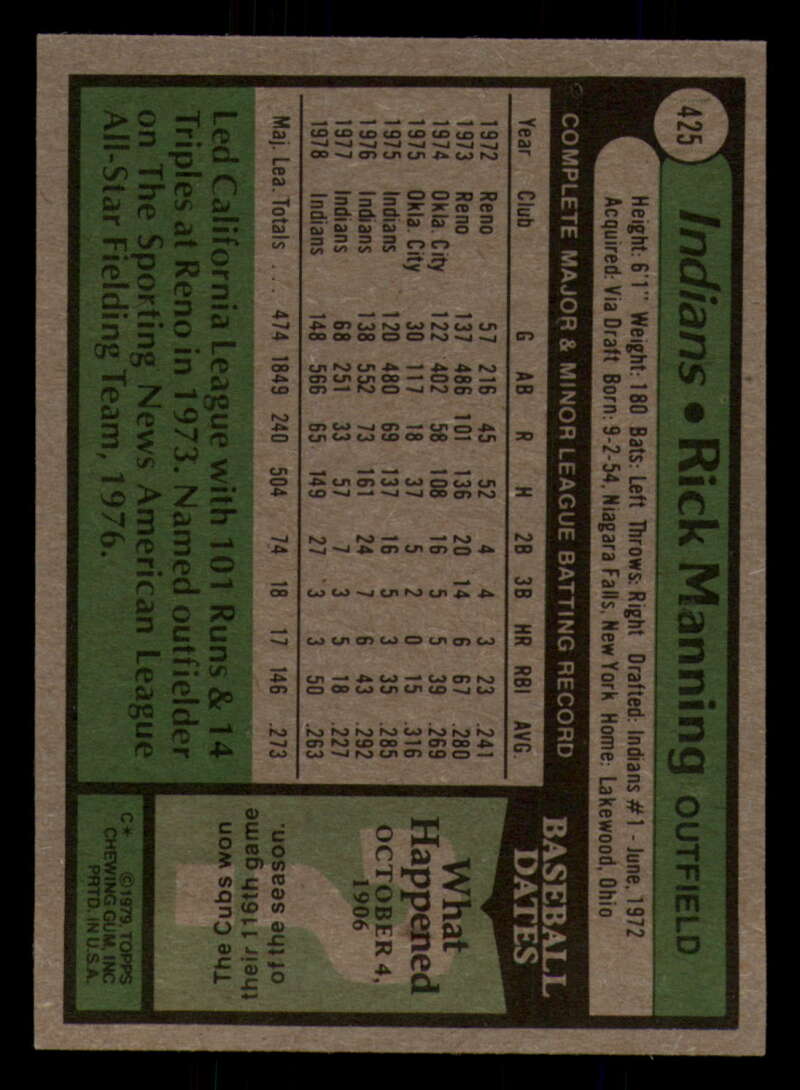 425
Indians • Rick Manning OUTFIELD
Height: 6'1" Weight: 180 Bats: Left Throws: Right Drafted: Indians #1 - June, 1972
Acquired: Via Draft Born: 9-2-54, Niagara Falls, New York Home: Lakewood, Ohio
COMPLETE MAJOR & MINOR LEAGUE BATTING RECORD
Year Club G AB R H 2B 3B HR RBI AVG.
1972 Reno 57 216 45 52 4 4 3 23 .241
1973 Reno 137 486 101 136 20 14 6 67 .280
1974 Okla City 122 402 58 108 16 5 5 39 .269
1975 Okla City 30 117 18 37 5 2 0 15 .316
1975 Indians 120 480 69 137 16 5 3 35 .285
1976 Indians 138 552 73 161 24 7 6 43 .292
1977 Indians 68 251 33 57 7 3 5 18 .227
1978 Indians 148 566 65 149 27 3 3 50 .263
Maj. Lea. Totals .... 474 1849 240 504 74 18 17 146 .273
Led California League with 101 Runs & 14
Triples at Reno in 1973. Named outfielder
on The Sporting News American League
All-Star Fielding Team, 1976.
BASEBALL
DATES
What
Happened
OCTOBER 4,
1906
?
The Cubs won
their 116th game
of the season.
C* ©1979 TOPPS
CHEWING GUM, INC
PRTD. IN U.S.A.